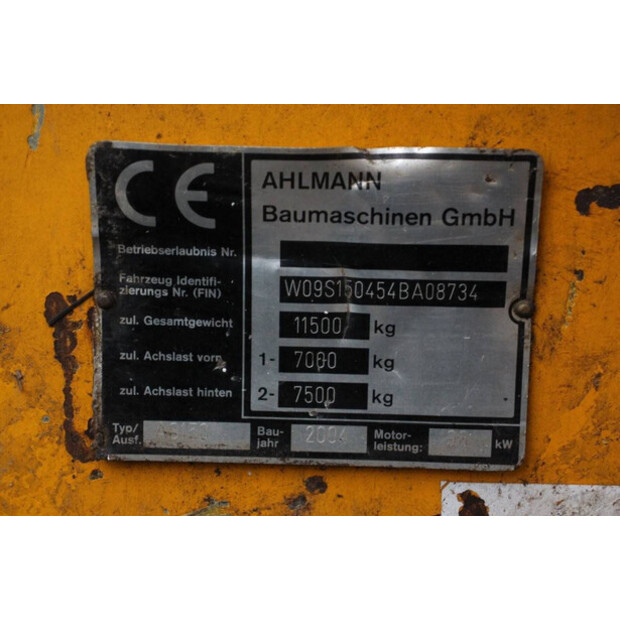 CE
AHLMANN
Baumaschinen GmbH
Betriebserlaubnis Nr.
Fahrzeug Identifi-
zierungs Nr. (FIN) W09S150454BA08734
zul. Gesamtgewicht 11500 kg
zul. Achslast vorn 1- 7000 kg
zul. Achslast hinten 2- 7500 kg
Typ/
Ausf.
Bau-
jahr 2004
Motor-
leistung: kW